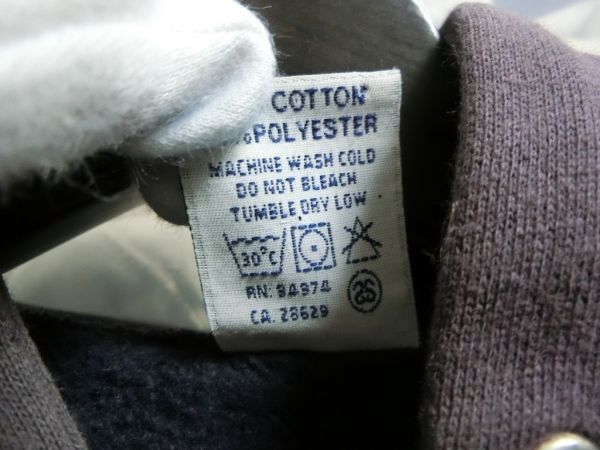 COTTON
%POLYESTER
MACHINE WASH COLD
DO NOT BLEACH
TUMBLE DRY LOW
30°C
RN: 94974
CA. 28629